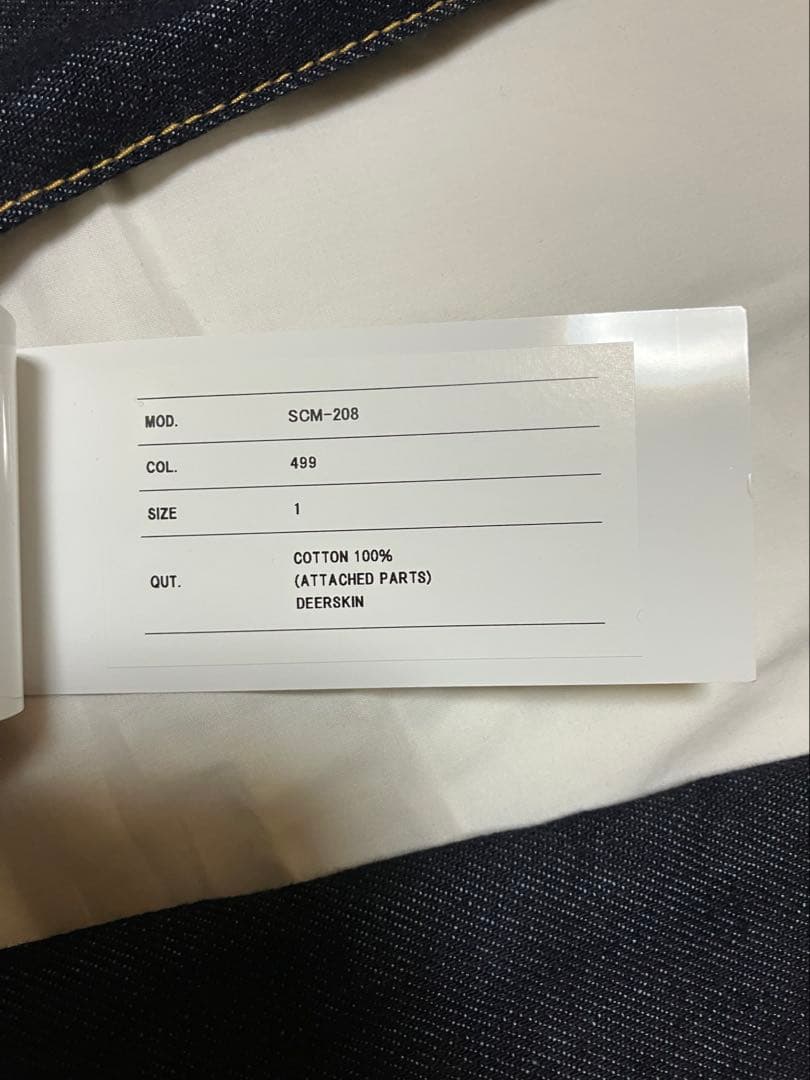 MOD. SCM-208
COL. 499
SIZE 1
QUT. COTTON 100%
(ATTACHED PARTS)
DEERSKIN